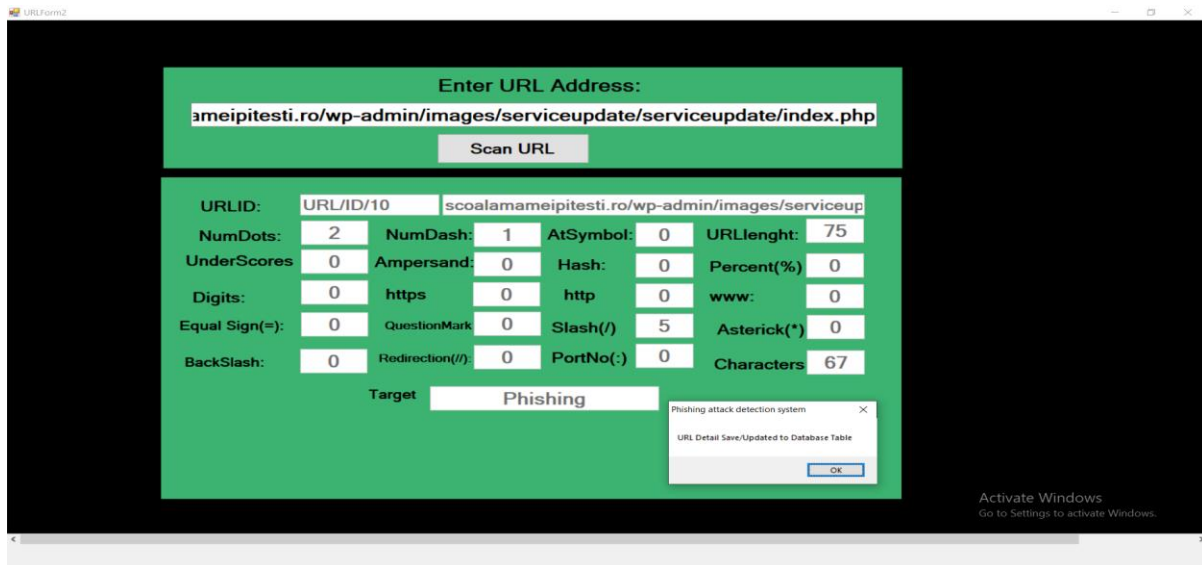 URLForm2
Enter URL Address:
ameipitesti.ro/wp-admin/images/serviceupdate/serviceupdate/index.php
Scan URL
URLID: URL/ID/10 scoalamameipitesti.ro/wp-admin/images/serviceup
NumDots: 2 NumDash: 1 AtSymbol: 0 URLlenght: 75
UnderScores 0 Ampersand: 0 Hash: 0 Percent(%) 0
Digits: 0 https 0 http 0 www: 0
Equal Sign(=): 0 QuestionMark 0 Slash(/) 5 Asterick(*) 0
BackSlash: 0 Redirection(//): 0 PortNo(:) 0 Characters 67
Target Phishing
Phishing attack detection system
URL Detail Save/Updated to Database Table
OK
Activate Windows
Go to Settings to activate Windows.